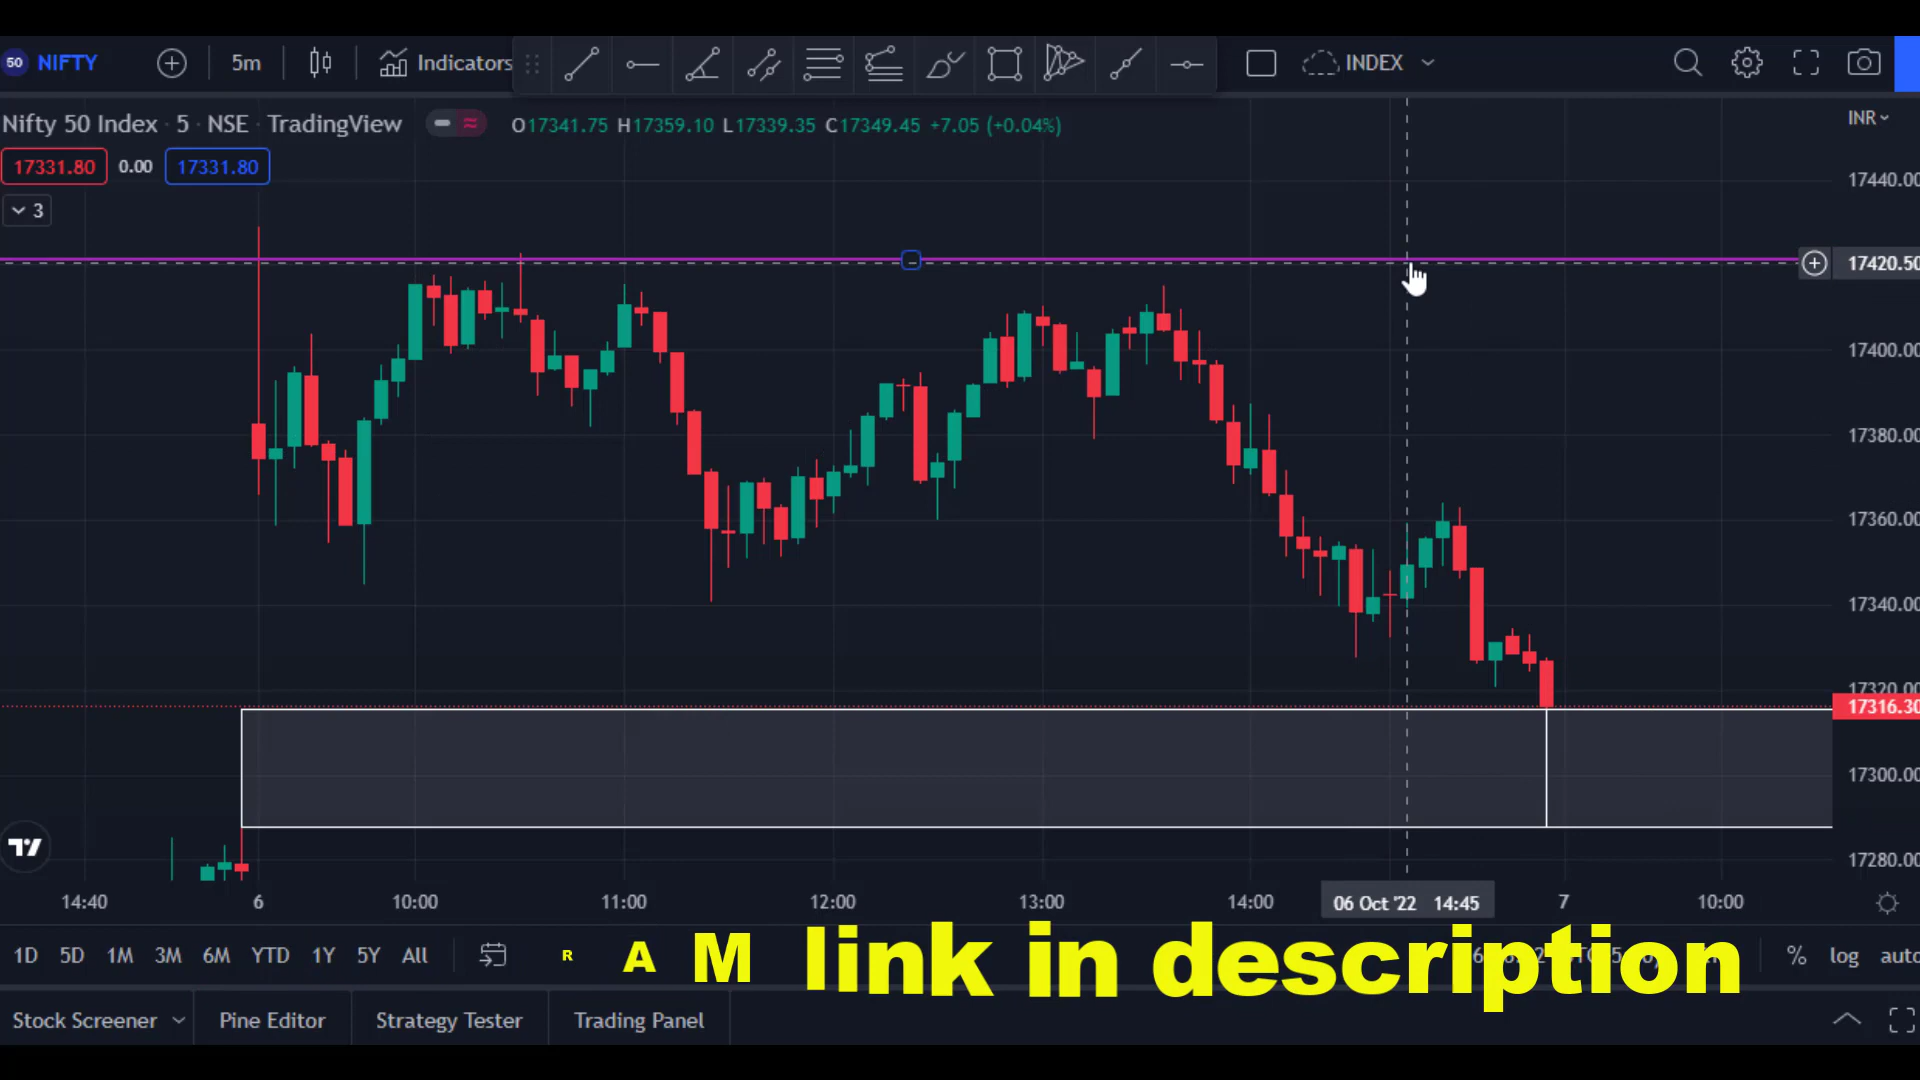 50 NIFTY 5m Indicators INDEX
Nifty 50 Index · 5 · NSE TradingView O17341.75 H17359.10 L17339.35 C17349.45 +7.05 (+0.04%) INR
17331.80 0.00 17331.80
3
17440.00
17420.50
17400.00
17380.00
17360.00
17340.00
17320.00
17316.30
17300.00
17280.00
14:40 6 10:00 11:00 12:00 13:00 14:00 06 Oct '22 14:45 7 10:00
1D 5D 1M 3M 6M YTD 1Y 5Y All % log auto
R A M link in description
Stock Screener Pine Editor Strategy Tester Trading Panel